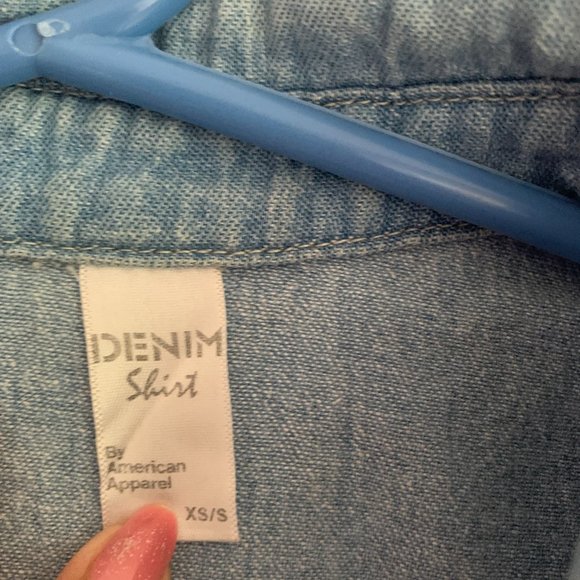 DENIM
Shirt
By
American
Apparel
XS/S